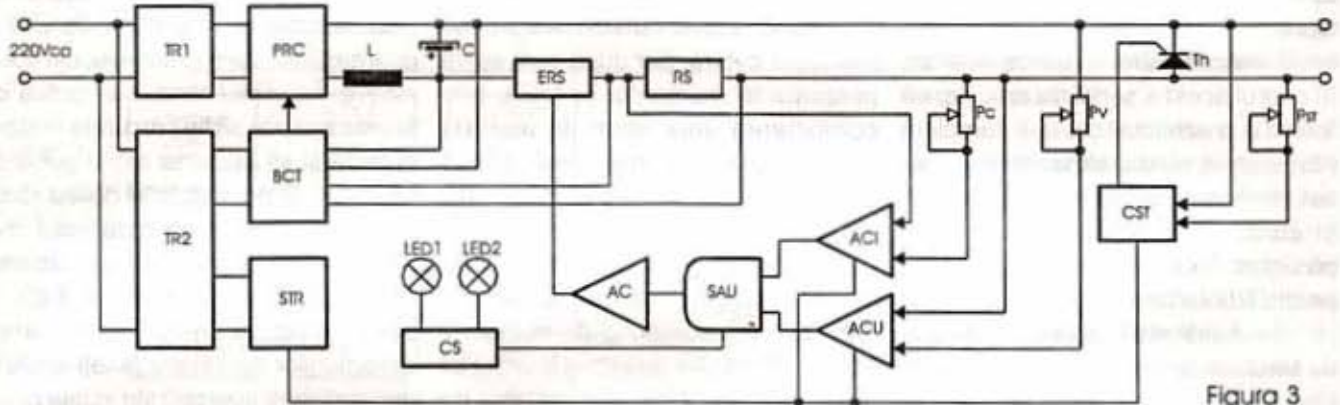 220Vca
TR1
PRC
L
C
ERS
RS
Th
PC
PV
PST
BCT
TR2
STR
LED1
LED2
CS
AC
SAU
ACI
ACU
CST
Figura 3